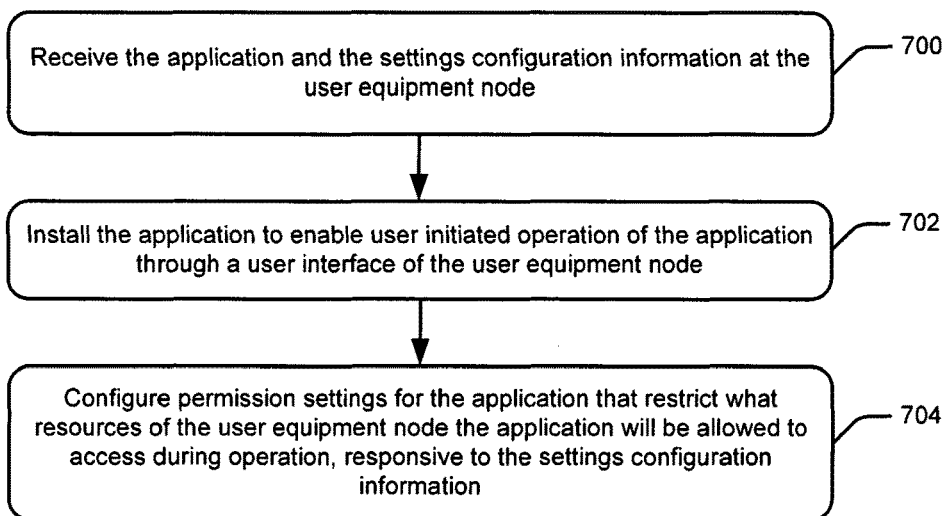 Receive the application and the settings configuration information at the
user equipment node
700
Install the application to enable user initiated operation of the application
through a user interface of the user equipment node
702
Configure permission settings for the application that restrict what
resources of the user equipment node the application will be allowed to
access during operation, responsive to the settings configuration
information
704